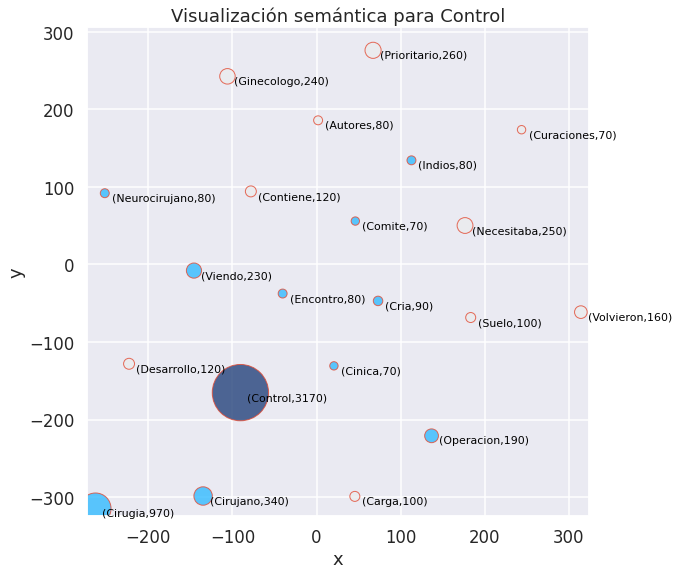 Visualización semántica para Control
300
(Prioritario,260)
(Ginecologo,240)
200
(Autores,80)
(Curaciones,70)
(Indios,80)
100
(Neurocirujano,80)
(Contiene,120)
(Comite,70)
(Necesitaba,250)
y
0
(Viendo,230)
(Encontro,80)
(Cria,90)
(Volvieron,160)
(Suelo,100)
−100
(Desarrollo,120)
(Cinica,70)
(Control,3170)
−200
(Operacion,190)
−300
(Cirujano,340)
(Carga,100)
(Cirugia,970)
−200 −100 0 100 200 300
x